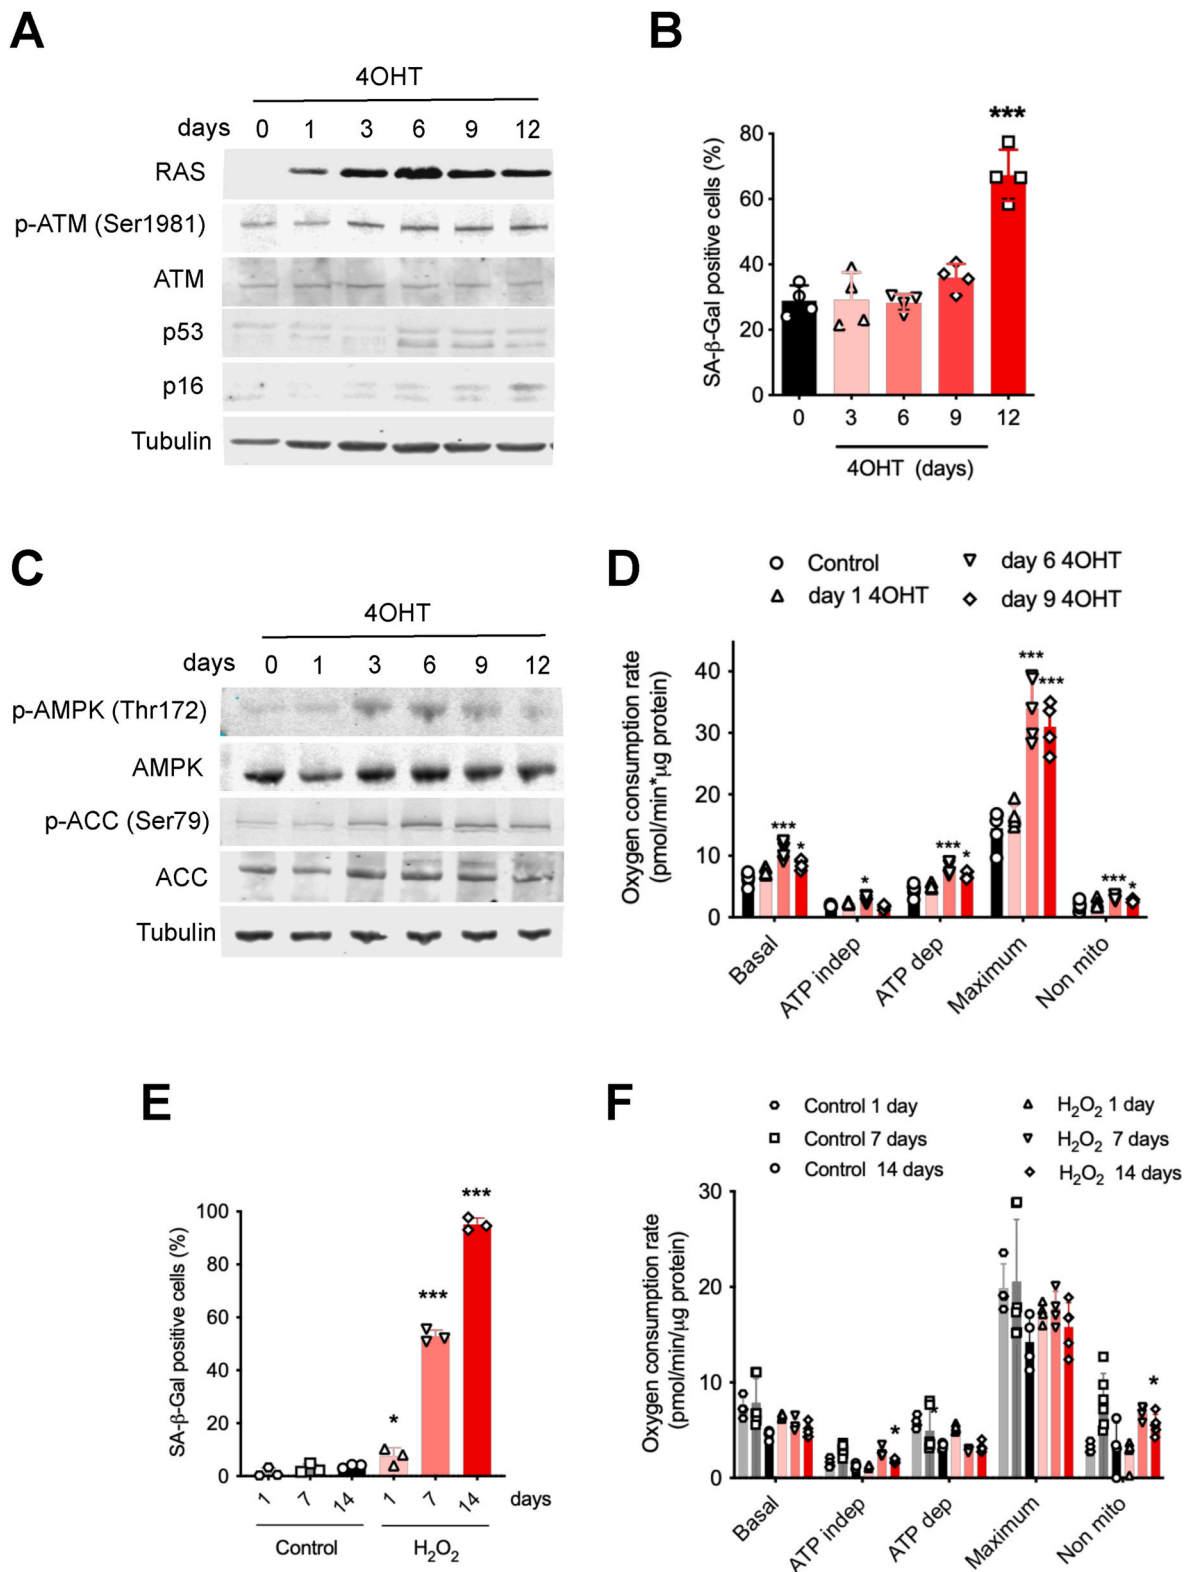 A
4OHT
days 0 1 3 6 9 12
RAS
p-ATM (Ser1981)
ATM
p53
p16
Tubulin
B
SA-β-Gal positive cells (%)
80
60
40
20
0
***
0 3 6 9 12
4OHT (days)
C
4OHT
days 0 1 3 6 9 12
p-AMPK (Thr172)
AMPK
p-ACC (Ser79)
ACC
Tubulin
D
Control
day 1 4OHT
day 6 4OHT
day 9 4OHT
Oxygen consumption rate
(pmol/min*µg protein)
40
30
20
10
0
*** * * *** * *** *** *** *
Basal
ATP indep
ATP dep
Maximum
Non mito
E
SA-β-Gal positive cells (%)
100
80
60
40
20
0
* *** ***
1 7 14 1 7 14 days
Control H₂O₂
F
Control 1 day
Control 7 days
Control 14 days
H₂O₂ 1 day
H₂O₂ 7 days
H₂O₂ 14 days
Oxygen consumption rate
(pmol/min/µg protein)
30
20
10
0
* * *
Basal
ATP indep
ATP dep
Maximum
Non mito